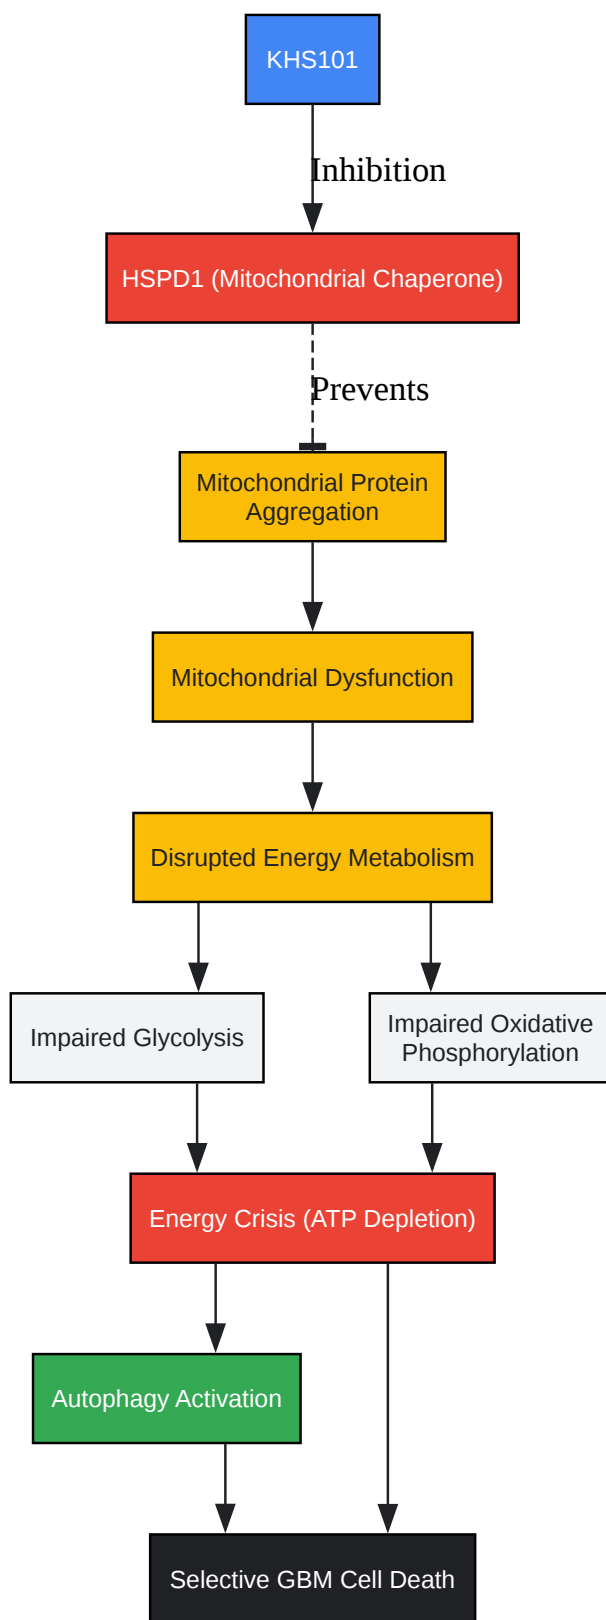 KHS101
Inhibition
HSPD1 (Mitochondrial Chaperone)
Prevents
Mitochondrial Protein
Aggregation
Mitochondrial Dysfunction
Disrupted Energy Metabolism
Impaired Glycolysis
Impaired Oxidative
Phosphorylation
Energy Crisis (ATP Depletion)
Autophagy Activation
Selective GBM Cell Death